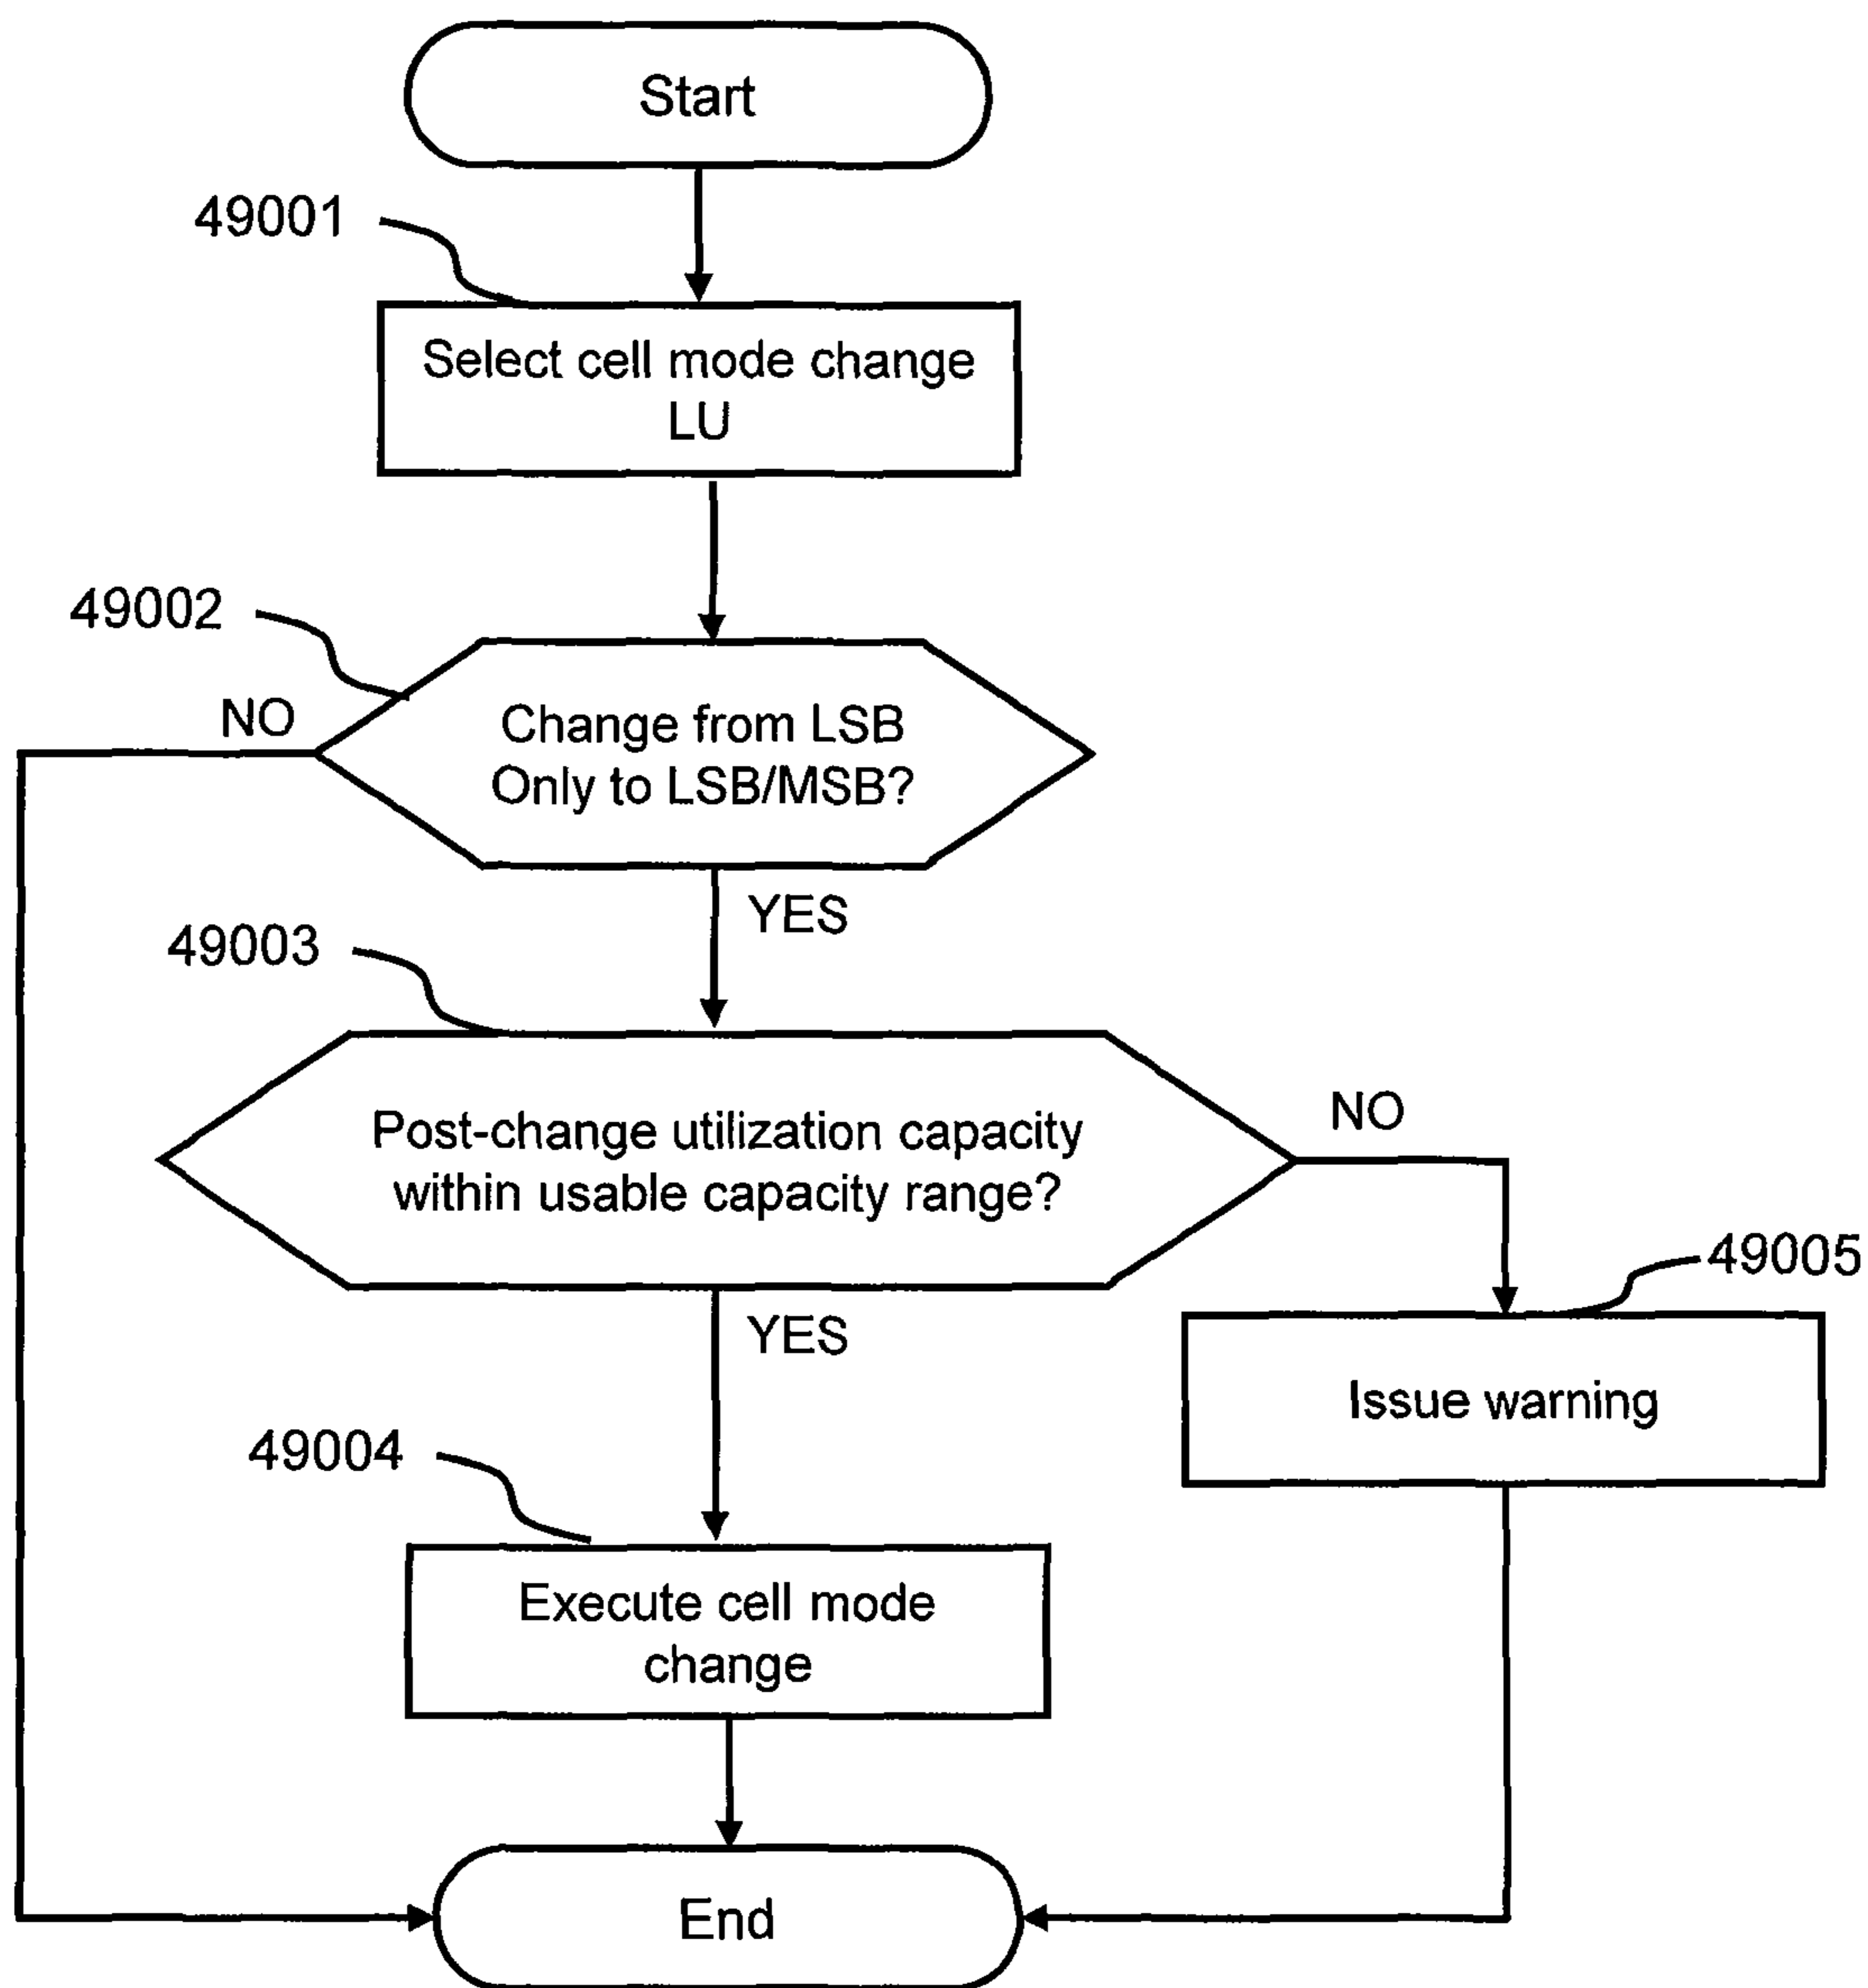 Start
49001
Select cell mode change
LU
49002
NO
Change from LSB
Only to LSB/MSB?
YES
49003
NO
Post-change utilization capacity
within usable capacity range?
49005
YES
Issue warning
49004
Execute cell mode
change
End